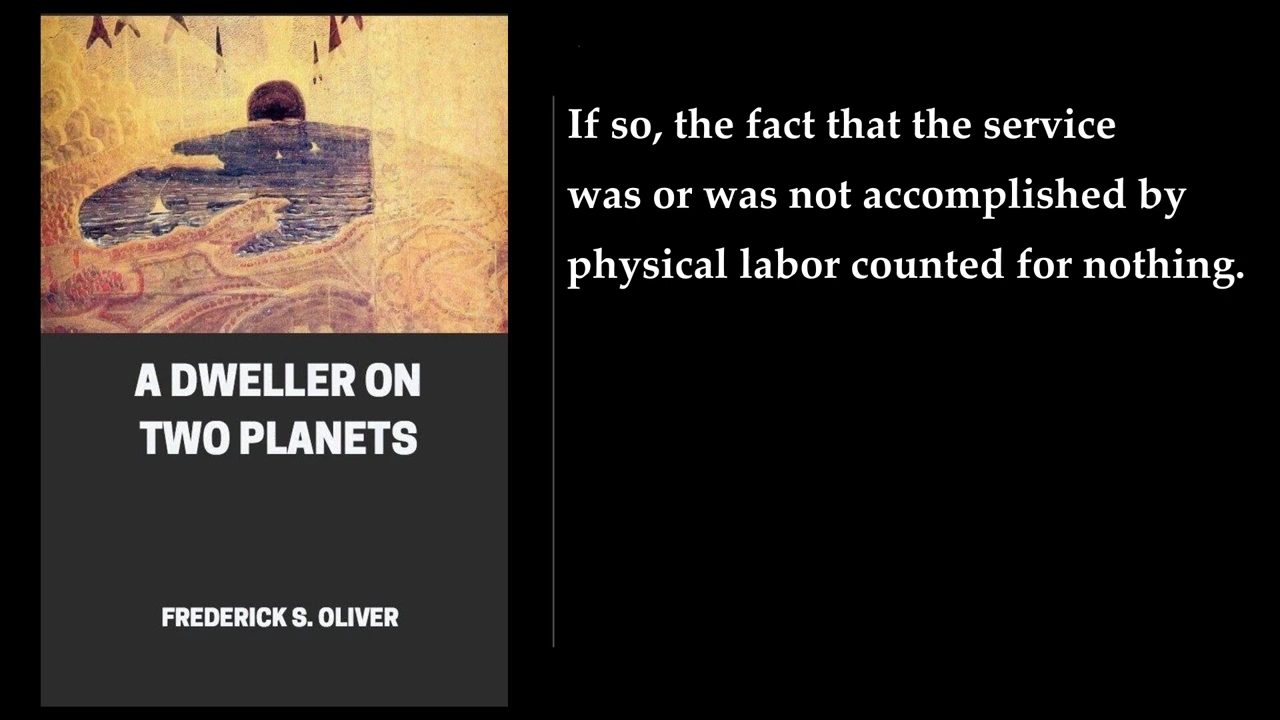 A DWELLER ON
TWO PLANETS
FREDERICK S. OLIVER
If so, the fact that the service
was or was not accomplished by
physical labor counted for nothing.